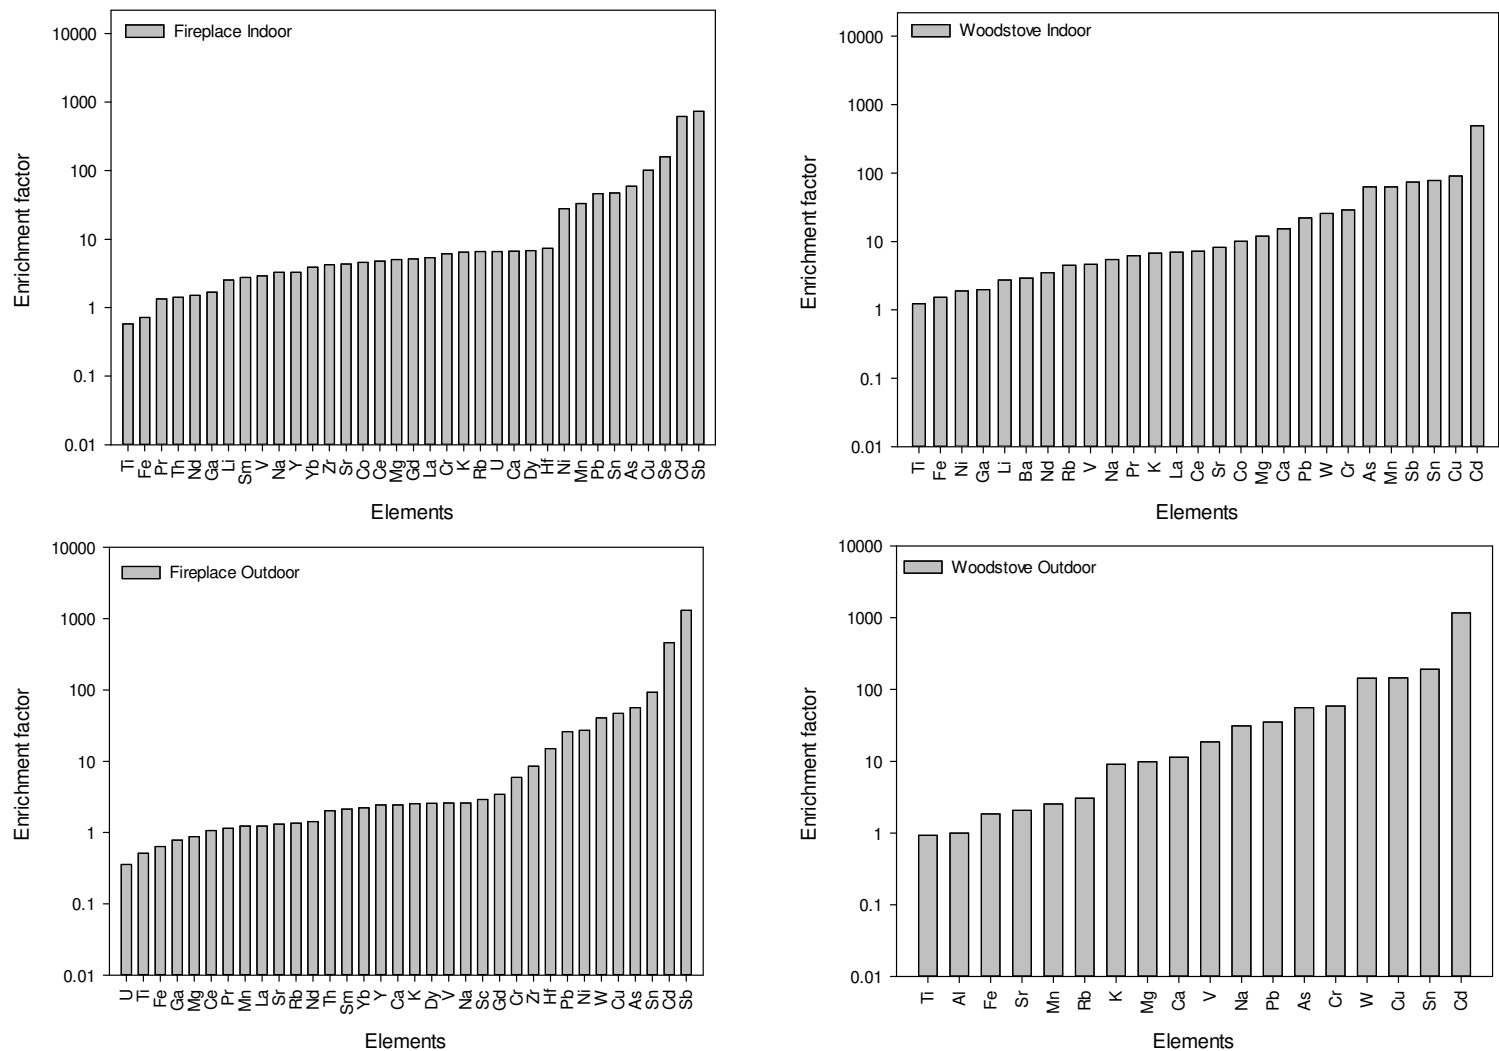 Fireplace Indoor
Enrichment factor
10000
1000
100
10
1
0.1
0.01
Ti Fe Pr Th Nd Ga Li Sm V Na Y Yb Zr Sr Co Ce Mg Gd La Cr K Rb U Ca Dy Hf Ni Mn Pb Sn As Cu Se Cd Sb
Elements
Woodstove Indoor
Enrichment factor
10000
1000
100
10
1
0.1
0.01
Ti Fe Ni Ga Li Ba Nd Rb V Na Pr K La Ce Sr Co Mg Ca Pb W Cr As Mn Sb Sn Cu Cd
Elements
Fireplace Outdoor
Enrichment factor
10000
1000
100
10
1
0.1
0.01
U Ti Fe Ga Mg Ce Pr Mn La Sr Rb Nd Th Sm Yb Y Ca K Dy V Na Sc Gd Cr Zr Hf Pb Ni W Cu As Sn Cd Sb
Elements
Woodstove Outdoor
Enrichment factor
10000
1000
100
10
1
0.1
0.01
Ti Al Fe Sr Mn Rb K Mg Ca V Na Pb As Cr W Cu Sn Cd
Elements